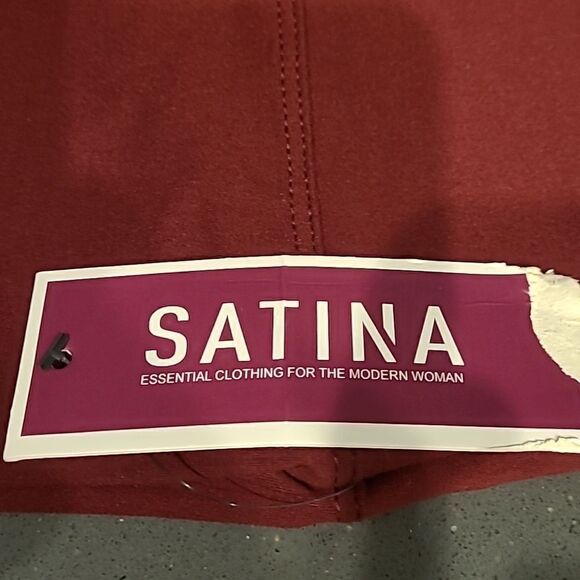 SATINA
ESSENTIAL CLOTHING FOR THE MODERN WOMAN